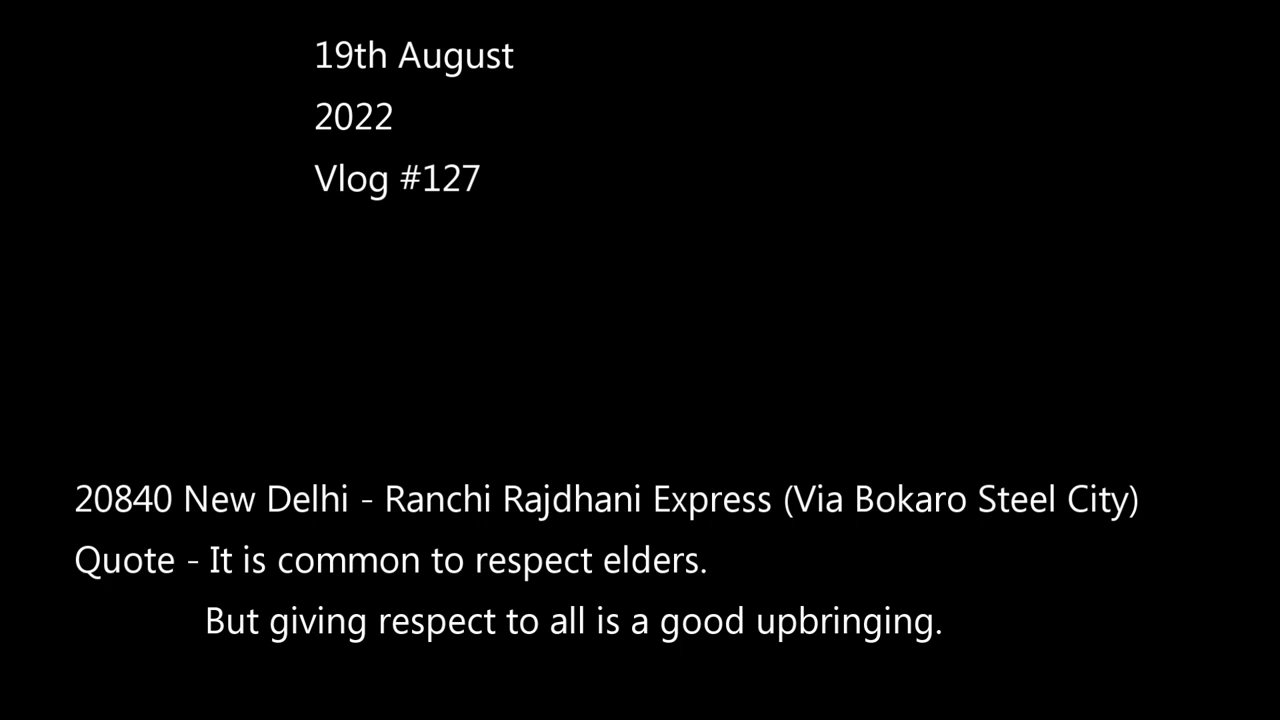 19th August
2022
Vlog #127
20840 New Delhi - Ranchi Rajdhani Express (Via Bokaro Steel City)
Quote - It is common to respect elders.
But giving respect to all is a good upbringing.